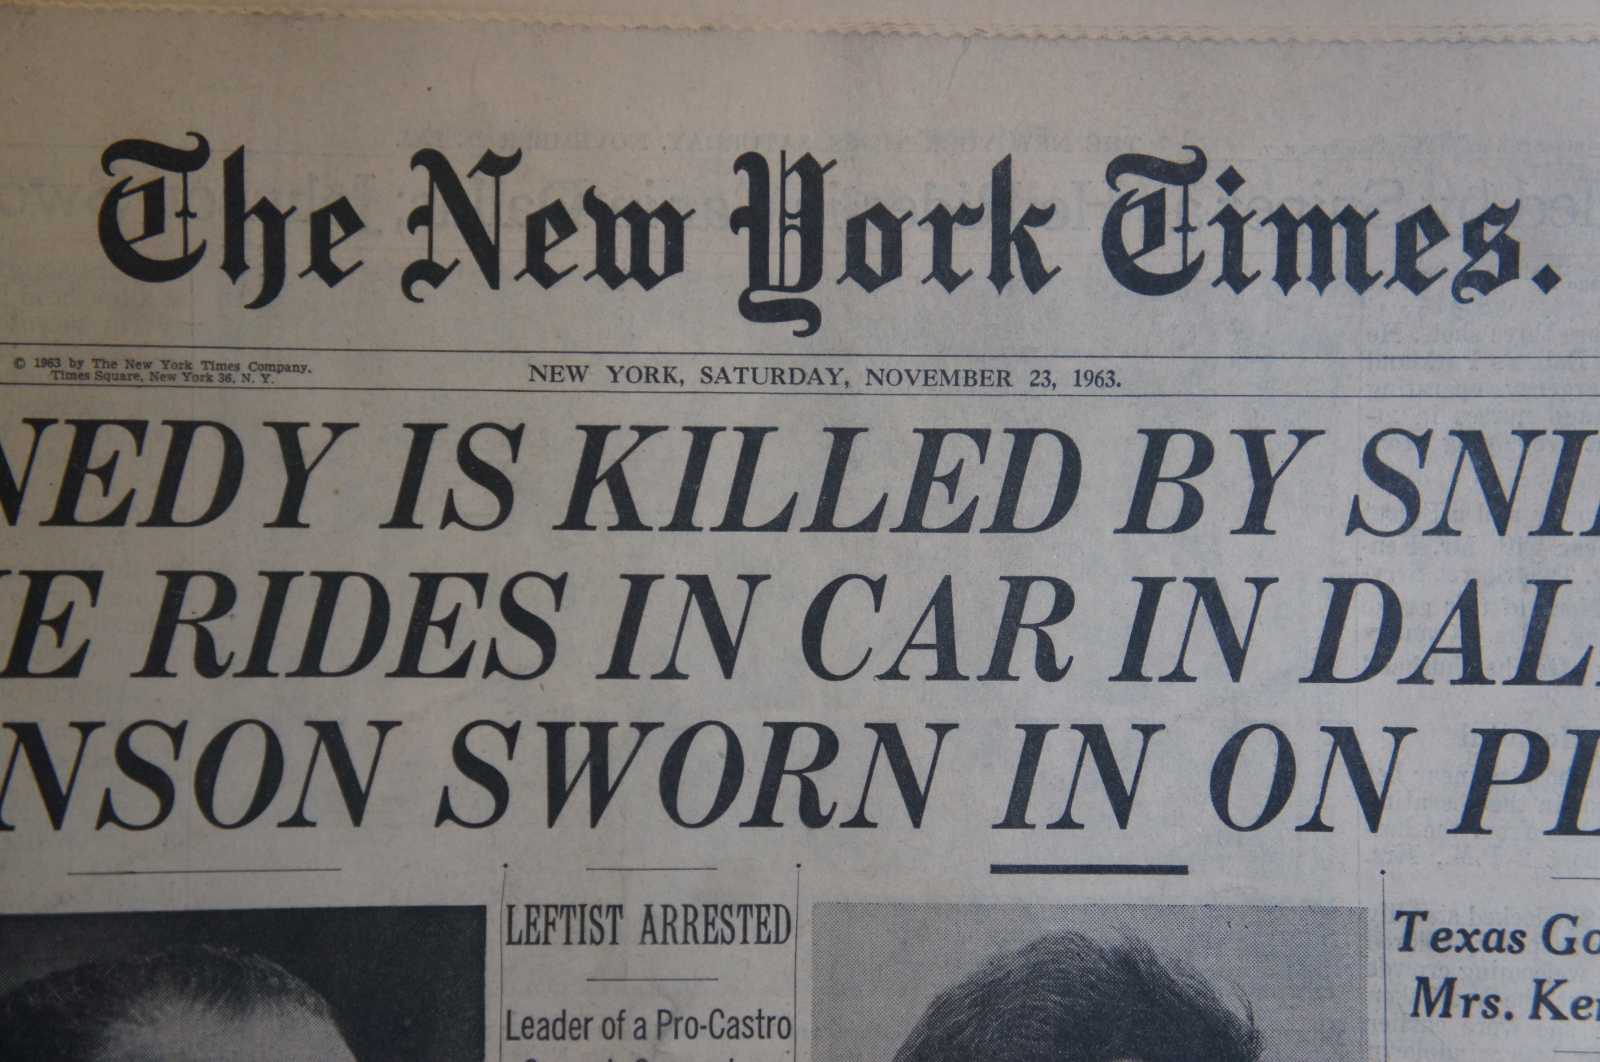 The New York Times.
© 1963 by The New York Times Company.
Times Square, New York 36, N. Y.
NEW YORK, SATURDAY, NOVEMBER 23, 1963.
NEDY IS KILLED BY SNI
E RIDES IN CAR IN DAL
NSON SWORN IN ON PL
LEFTIST ARRESTED
Leader of a Pro-Castro
Texas Go
Mrs. Ke